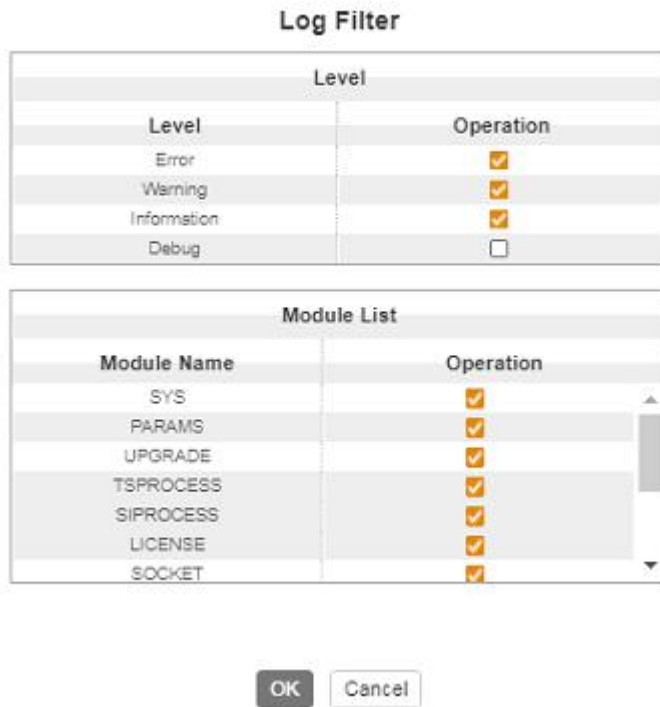 Log Filter
Level
Level Operation
Error
Warning
Information
Debug
Module List
Module Name Operation
SYS
PARAMS
UPGRADE
TSPROCESS
SIPROCESS
LICENSE
SOCKET
OK Cancel